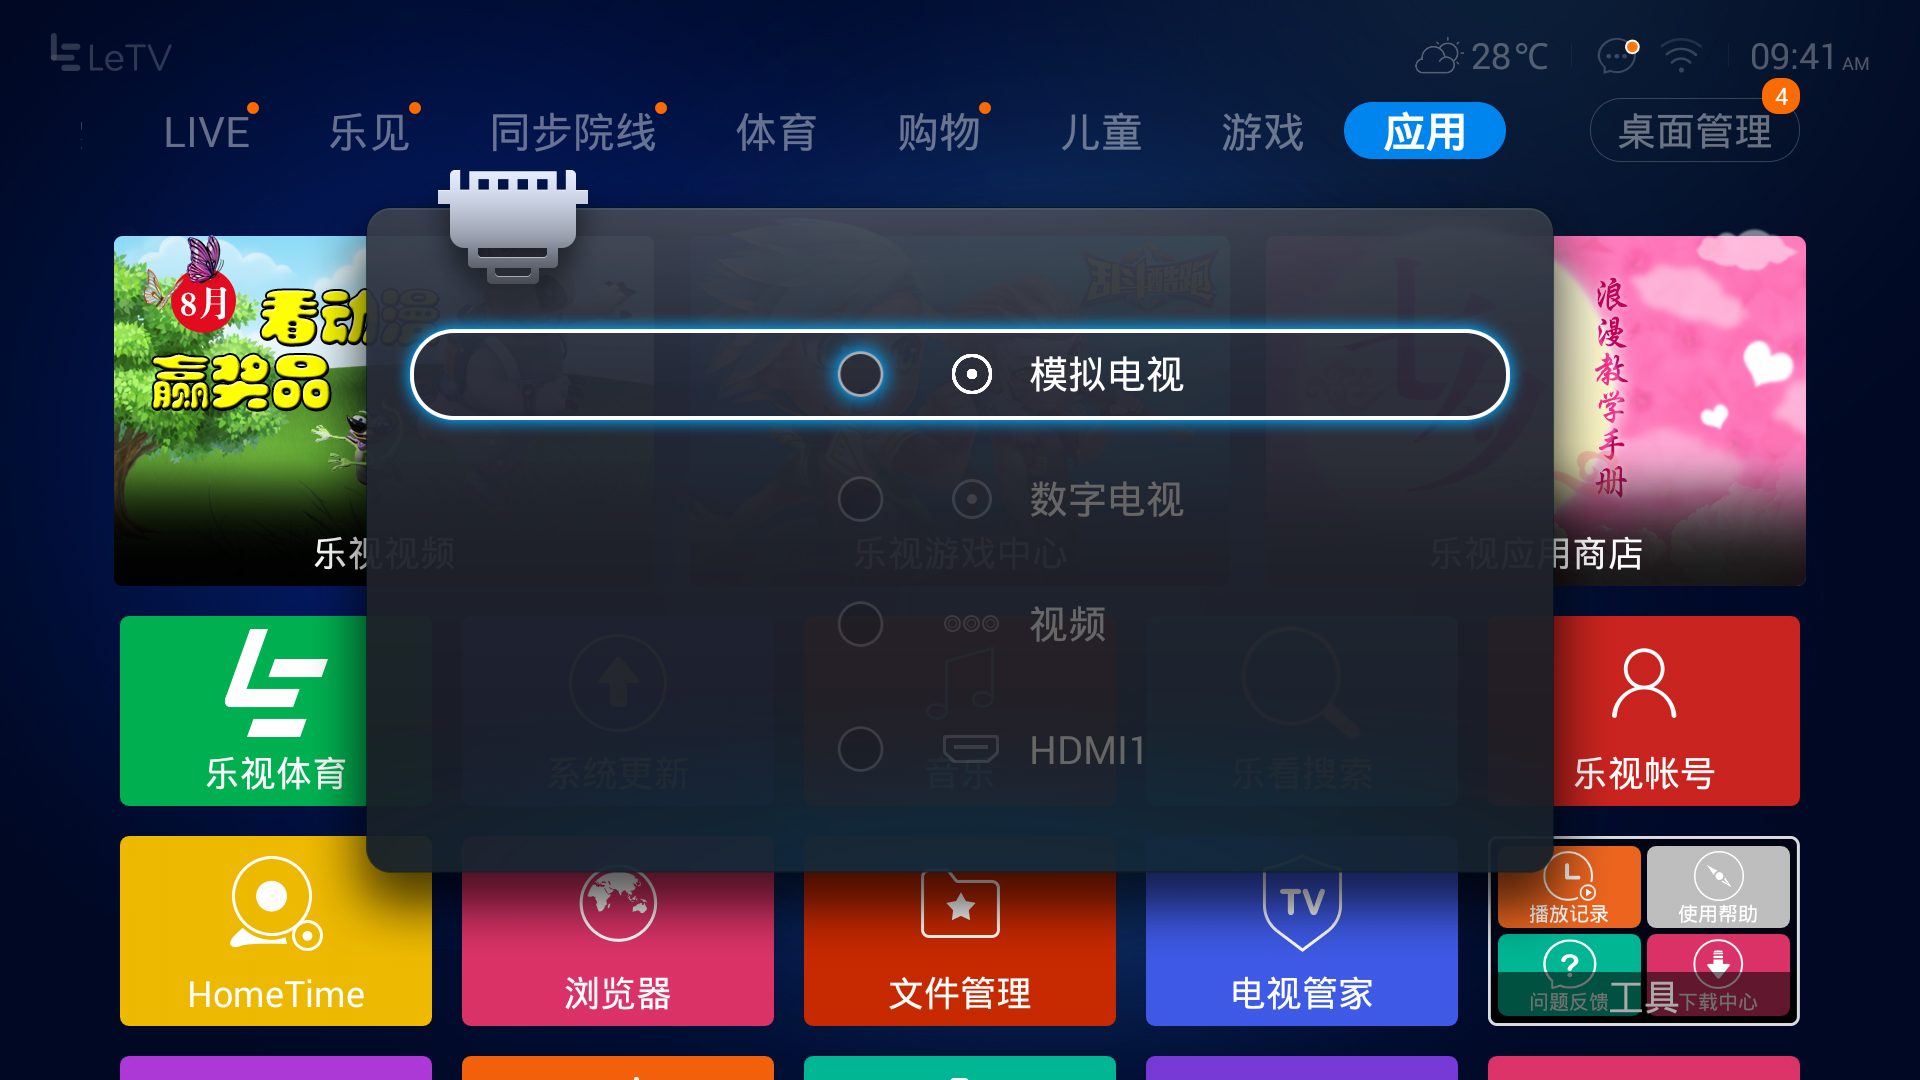 LeTV
28℃
09:41 AM
LIVE
乐见
同步院线
体育
购物
儿童
游戏
应用
桌面管理
4
8月
看动漫
赢奖品
乱斗酷跑
七夕
浪漫教学手册
模拟电视
数字电视
视频
HDMI1
乐视视频
乐视游戏中心
乐视应用商店
乐视体育
系统更新
音乐
乐看搜索
乐视帐号
HomeTime
浏览器
文件管理
TV
电视管家
播放记录
使用帮助
问题反馈
下载中心
工具